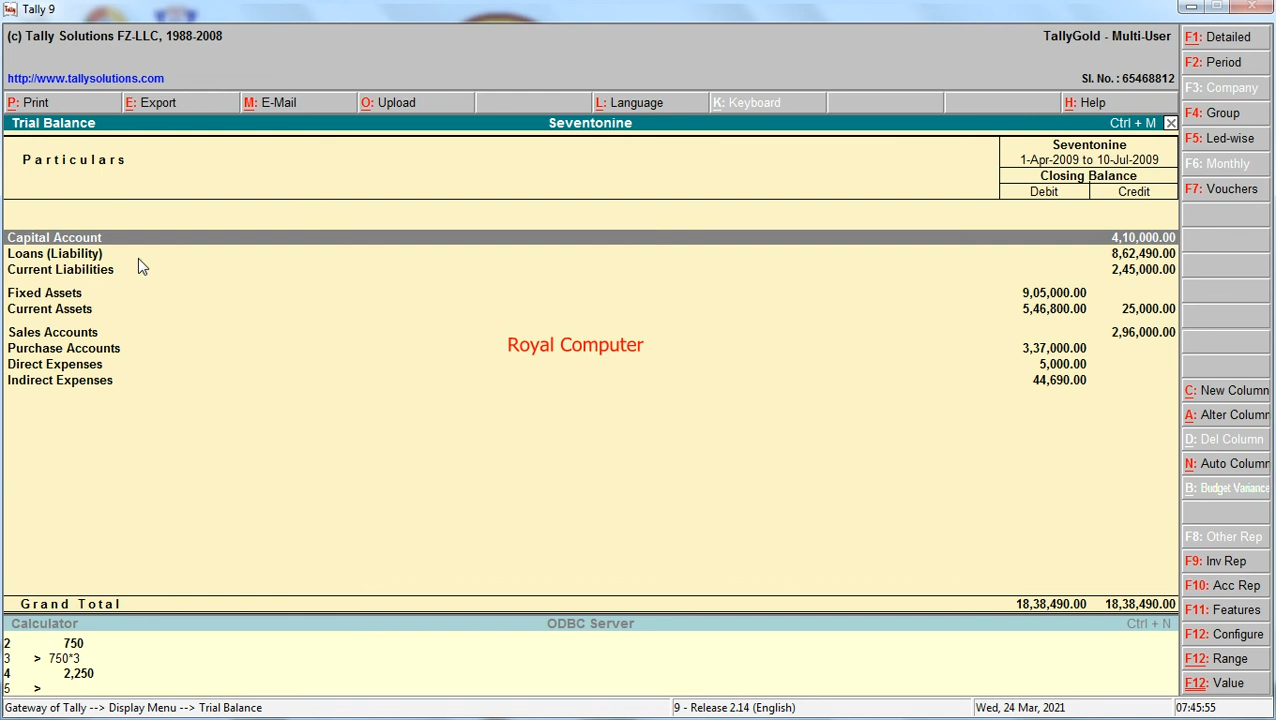 Tally 9
(c) Tally Solutions FZ-LLC, 1988-2008
TallyGold - Multi-User
http://www.tallysolutions.com
Sl. No. : 65468812
P: Print E: Export M: E-Mail O: Upload L: Language K: Keyboard H: Help
Trial Balance Seventonine Ctrl + M
Particulars
Seventonine
1-Apr-2009 to 10-Jul-2009
Closing Balance
Debit Credit
Capital Account 4,10,000.00
Loans (Liability) 8,62,490.00
Current Liabilities 2,45,000.00
Fixed Assets 9,05,000.00
Current Assets 5,46,800.00 25,000.00
Sales Accounts 2,96,000.00
Purchase Accounts 3,37,000.00
Direct Expenses 5,000.00
Indirect Expenses 44,690.00
Royal Computer
Grand Total 18,38,490.00 18,38,490.00
Calculator ODBC Server Ctrl + N
2 750
3 > 750*3
4 2,250
5 >
Gateway of Tally --> Display Menu --> Trial Balance 9 - Release 2.14 (English) Wed, 24 Mar, 2021 07:45:55
F1: Detailed
F2: Period
F3: Company
F4: Group
F5: Led-wise
F6: Monthly
F7: Vouchers
C: New Column
A: Alter Column
D: Del Column
N: Auto Column
B: Budget Variance
F8: Other Rep
F9: Inv Rep
F10: Acc Rep
F11: Features
F12: Configure
F12: Range
F12: Value